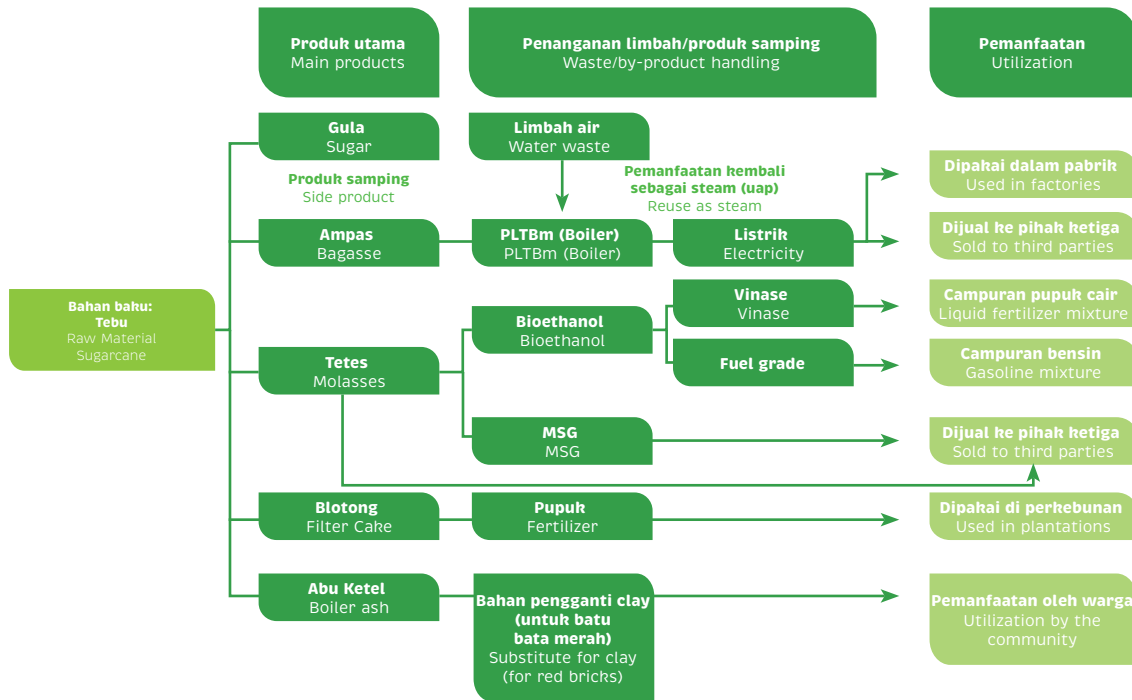 Produk utama
Main products
Penanganan limbah/produk samping
Waste/by-product handling
Pemanfaatan
Utilization
Gula
Sugar
Limbah air
Water waste
Produk samping
Side product
Pemanfaatan kembali
sebagai steam (uap)
Reuse as steam
Dipakai dalam pabrik
Used in factories
Ampas
Bagasse
PLTBm (Boiler)
PLTBm (Boiler)
Listrik
Electricity
Dijual ke pihak ketiga
Sold to third parties
Bahan baku:
Tebu
Raw Material
Sugarcane
Bioethanol
Bioethanol
Vinase
Vinase
Campuran pupuk cair
Liquid fertilizer mixture
Tetes
Molasses
Fuel grade
Campuran bensin
Gasoline mixture
MSG
MSG
Dijual ke pihak ketiga
Sold to third parties
Blotong
Filter Cake
Pupuk
Fertilizer
Dipakai di perkebunan
Used in plantations
Abu Ketel
Boiler ash
Bahan pengganti clay
(untuk batu
bata merah)
Substitute for clay
(for red bricks)
Pemanfaatan oleh warga
Utilization by the
community